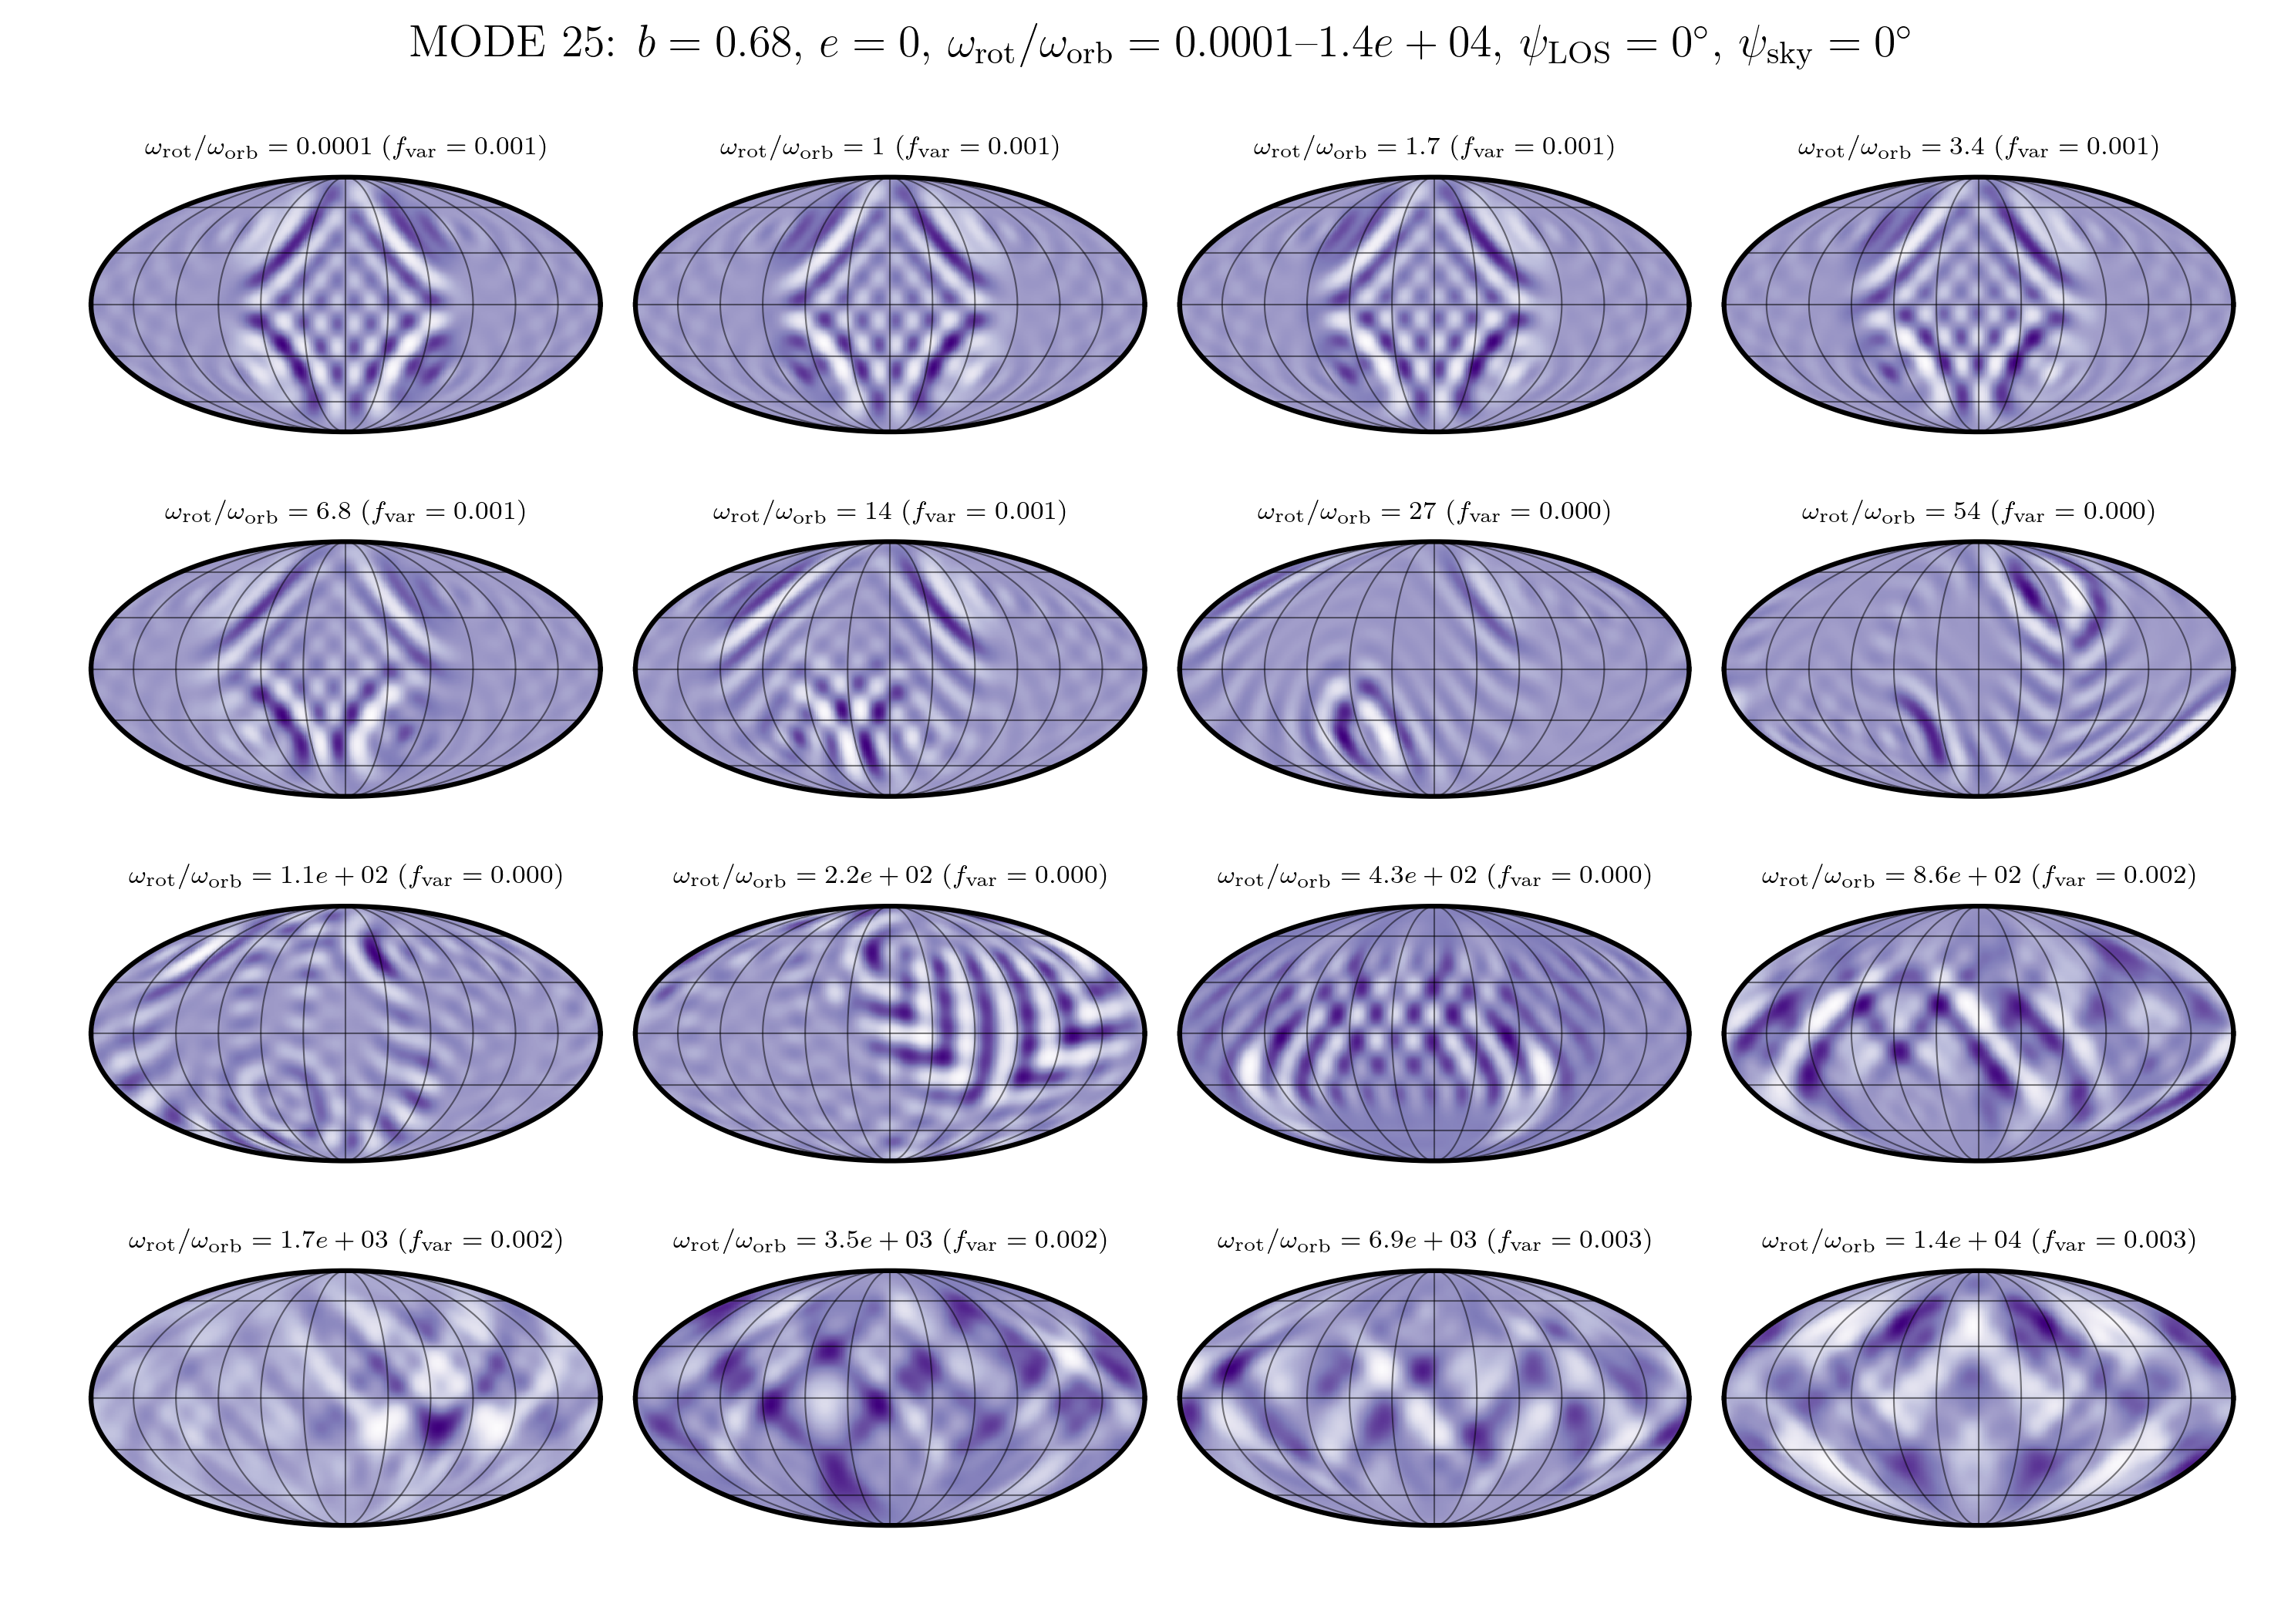 MODE 25: b = 0.68, e = 0, ω_rot/ω_orb = 0.0001–1.4e + 04, ψ_LOS = 0°, ψ_sky = 0°
ω_rot/ω_orb = 0.0001 (f_var = 0.001)
ω_rot/ω_orb = 1 (f_var = 0.001)
ω_rot/ω_orb = 1.7 (f_var = 0.001)
ω_rot/ω_orb = 3.4 (f_var = 0.001)
ω_rot/ω_orb = 6.8 (f_var = 0.001)
ω_rot/ω_orb = 14 (f_var = 0.001)
ω_rot/ω_orb = 27 (f_var = 0.000)
ω_rot/ω_orb = 54 (f_var = 0.000)
ω_rot/ω_orb = 1.1e + 02 (f_var = 0.000)
ω_rot/ω_orb = 2.2e + 02 (f_var = 0.000)
ω_rot/ω_orb = 4.3e + 02 (f_var = 0.000)
ω_rot/ω_orb = 8.6e + 02 (f_var = 0.002)
ω_rot/ω_orb = 1.7e + 03 (f_var = 0.002)
ω_rot/ω_orb = 3.5e + 03 (f_var = 0.002)
ω_rot/ω_orb = 6.9e + 03 (f_var = 0.003)
ω_rot/ω_orb = 1.4e + 04 (f_var = 0.003)